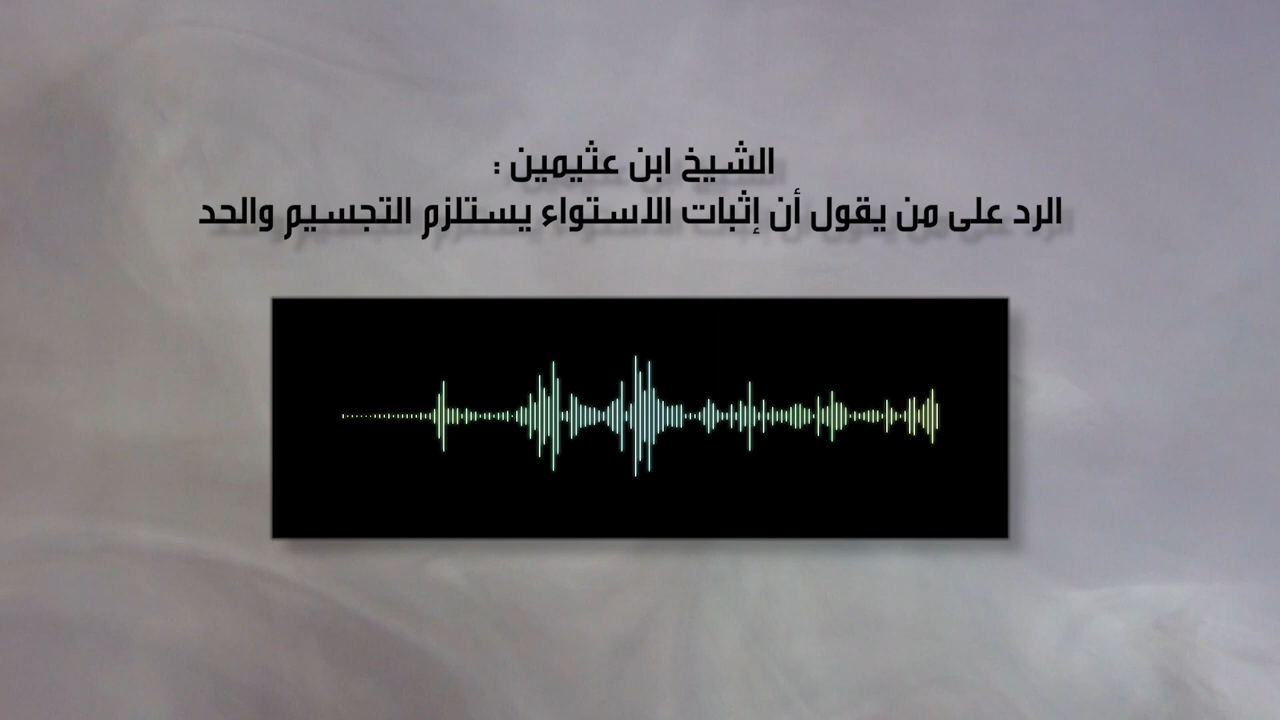 الشيخ ابن عثيمين :
الرد على من يقول أن إثبات الاستواء يستلزم التجسيم والحد